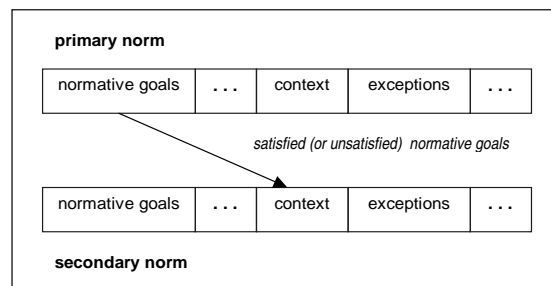 primary norm
normative goals ... context exceptions ...
satisfied (or unsatisfied) normative goals
normative goals ... context exceptions ...
secondary norm